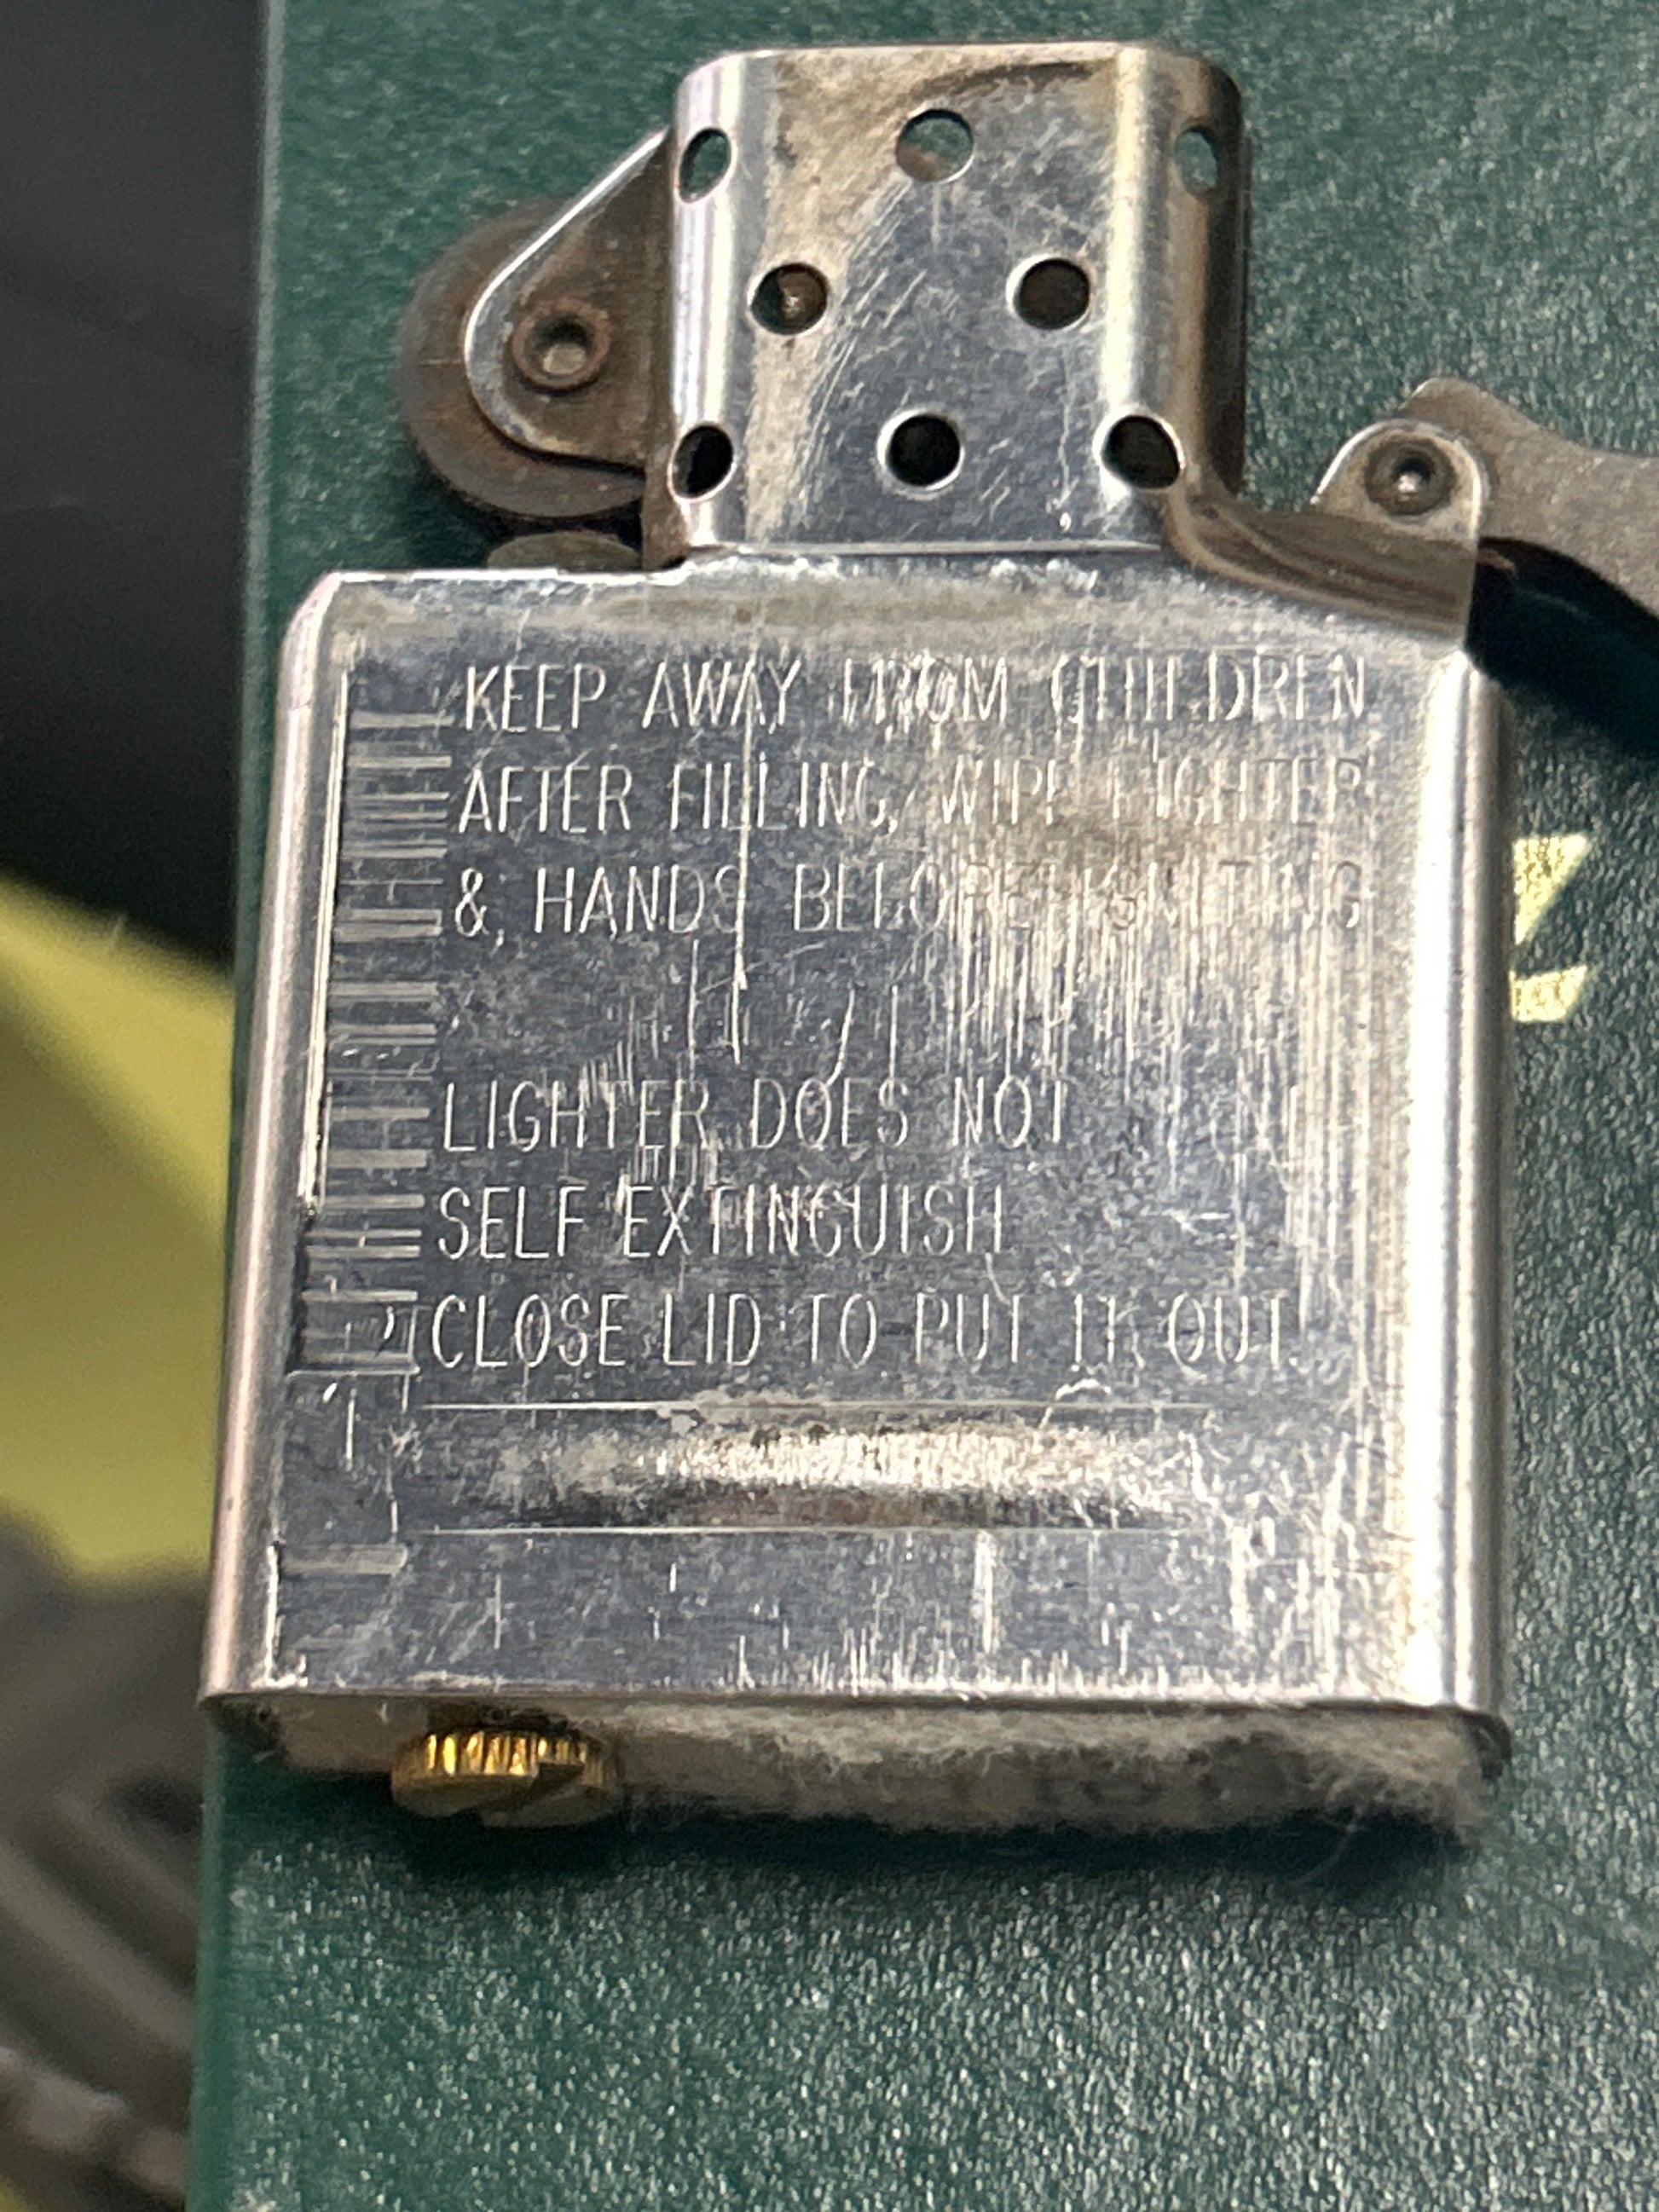 KEEP AWAY FROM CHILDREN
AFTER FILLING, WIPE LIGHTER
& HANDS BEFORE IGNITING
LIGHTER DOES NOT
SELF EXTINGUISH
CLOSE LID TO PUT IT OUT